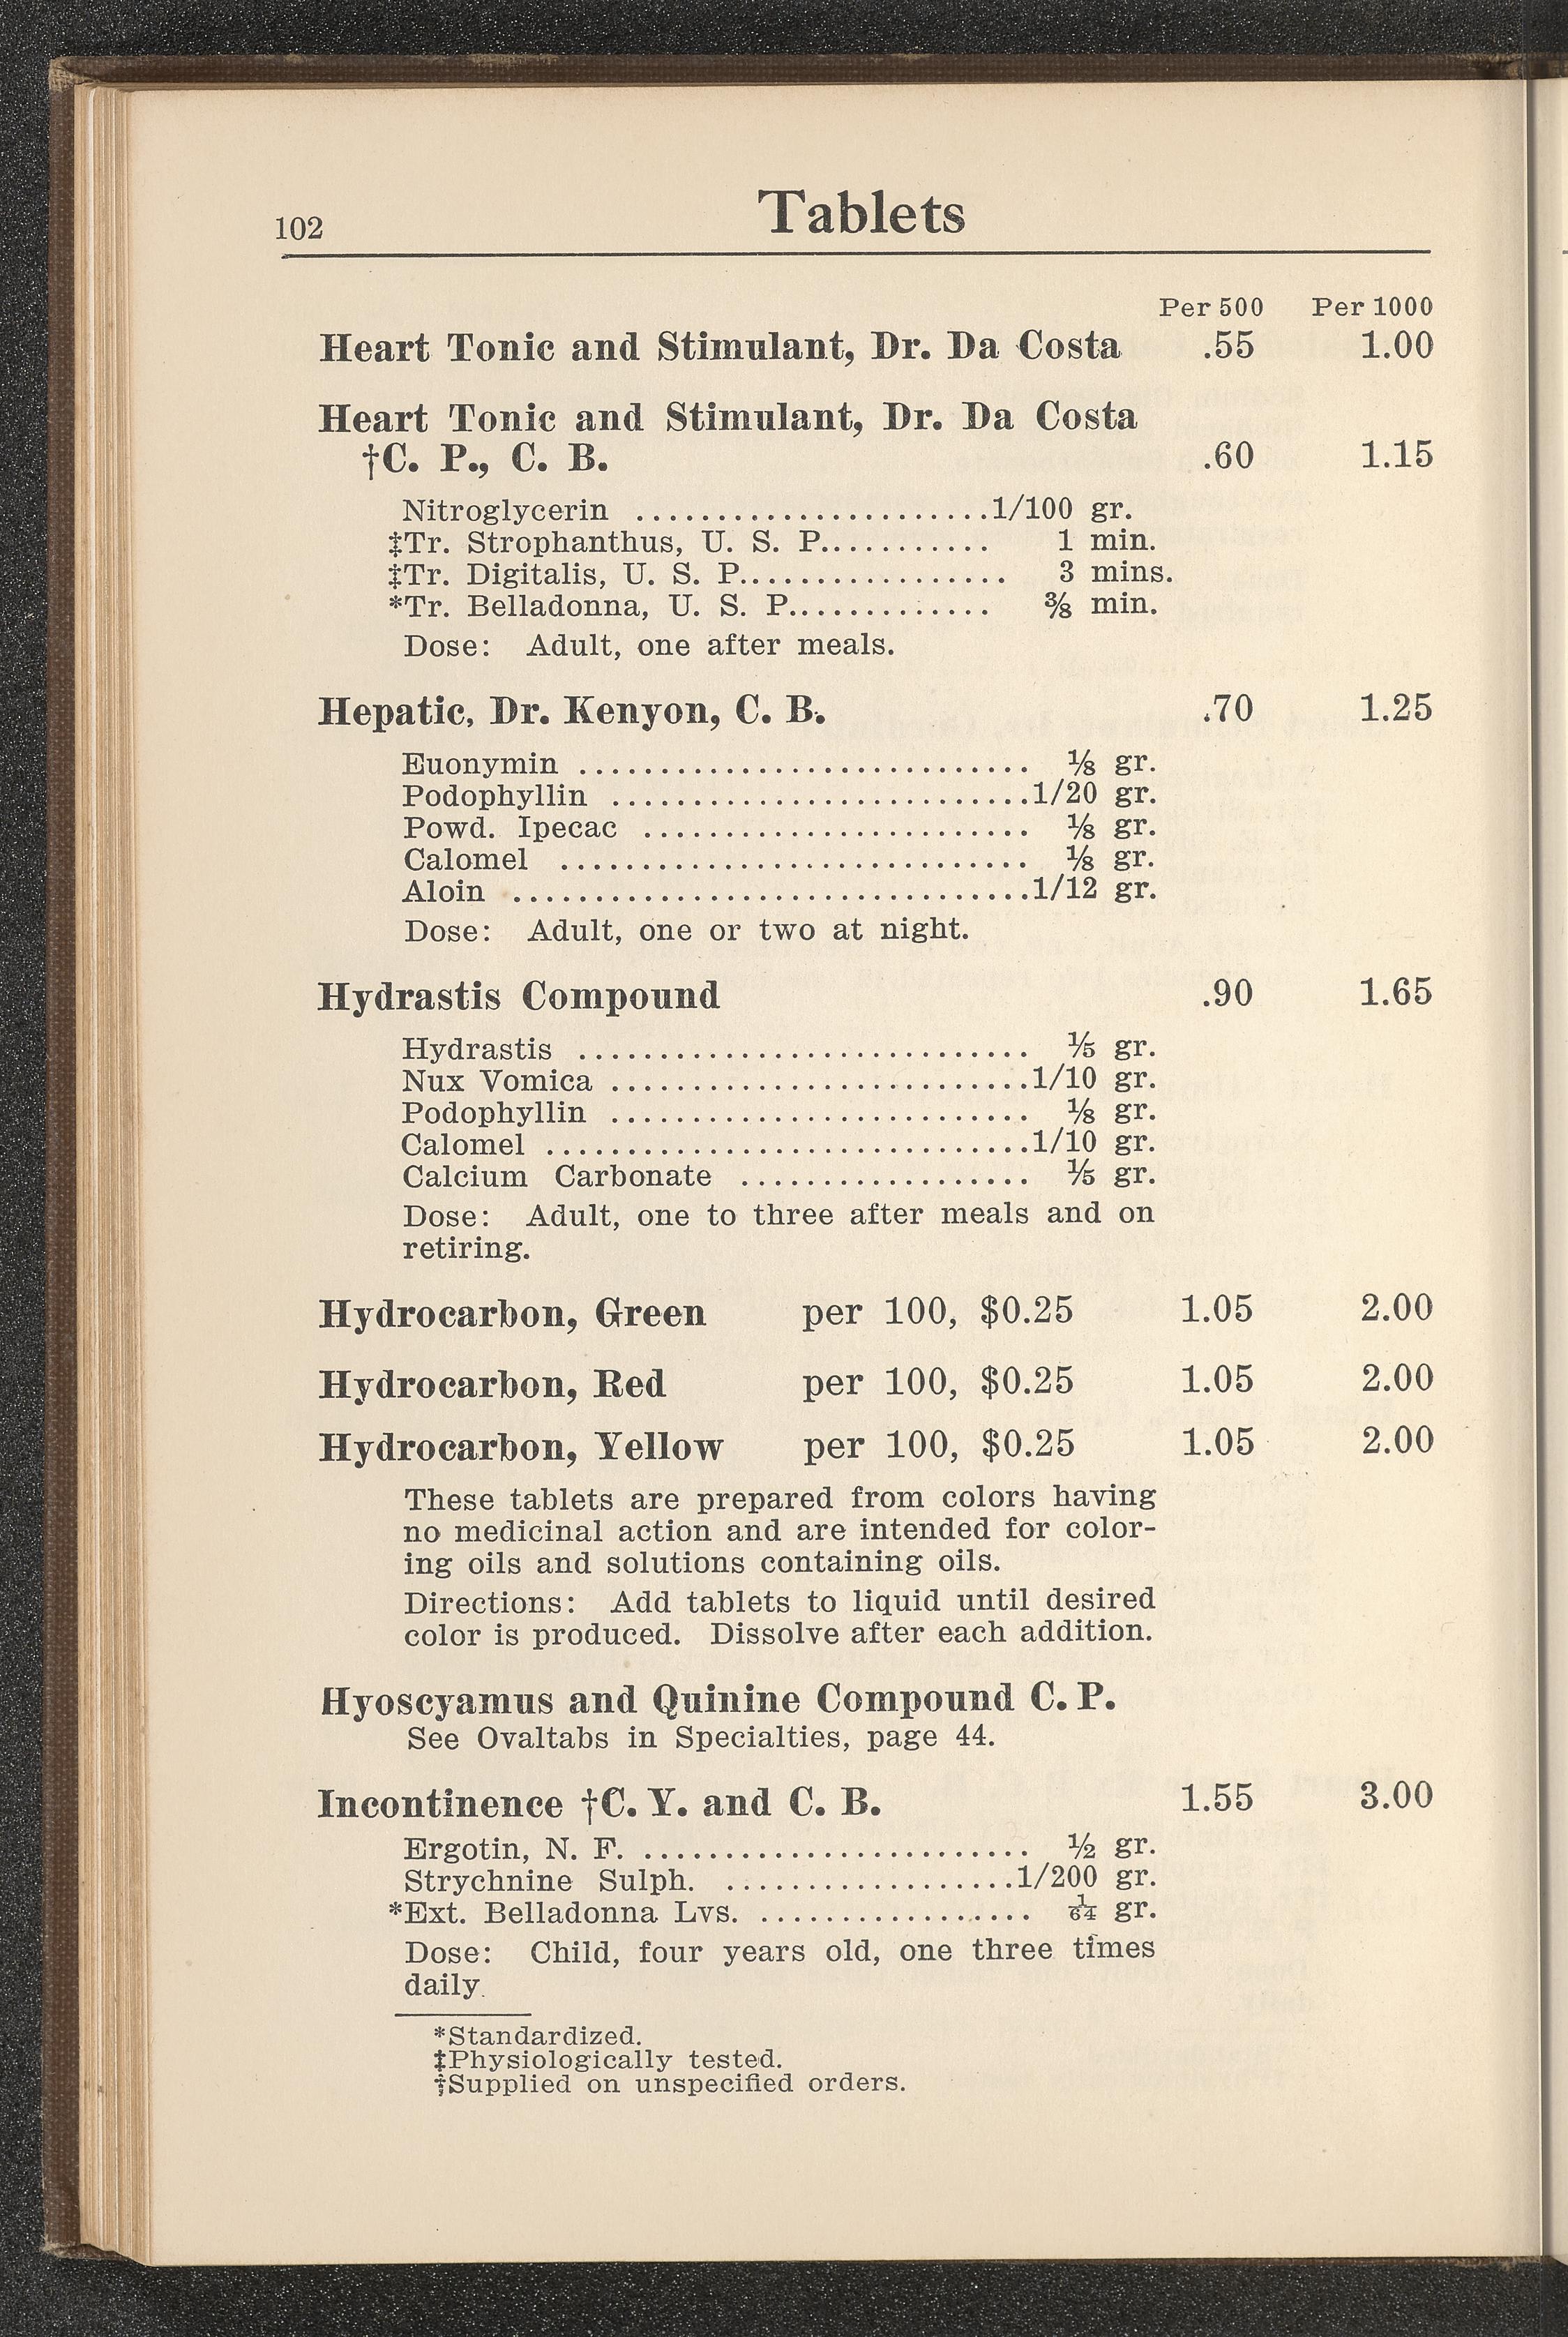 102 Tablets
Per 500 Per 1000
Heart Tonic and Stimulant, Dr. Da Costa .55 1.00
Heart Tonic and Stimulant, Dr. Da Costa
†C. P., C. B. .60 1.15
Nitroglycerin ......................1/100 gr.
‡Tr. Strophanthus, U. S. P........... 1 min.
‡Tr. Digitalis, U. S. P................. 3 mins.
*Tr. Belladonna, U. S. P............. ⅜ min.
Dose: Adult, one after meals.
Hepatic, Dr. Kenyon, C. B. .70 1.25
Euonymin ............................ ⅛ gr.
Podophyllin ..........................1/20 gr.
Powd. Ipecac ........................ ⅛ gr.
Calomel ............................. ⅛ gr.
Aloin ................................1/12 gr.
Dose: Adult, one or two at night.
Hydrastis Compound .90 1.65
Hydrastis ............................ ⅕ gr.
Nux Vomica ..........................1/10 gr.
Podophyllin .......................... ⅛ gr.
Calomel ..............................1/10 gr.
Calcium Carbonate .................. ⅕ gr.
Dose: Adult, one to three after meals and on
retiring.
Hydrocarbon, Green per 100, $0.25 1.05 2.00
Hydrocarbon, Red per 100, $0.25 1.05 2.00
Hydrocarbon, Yellow per 100, $0.25 1.05 2.00
These tablets are prepared from colors having
no medicinal action and are intended for color-
ing oils and solutions containing oils.
Directions: Add tablets to liquid until desired
color is produced. Dissolve after each addition.
Hyoscyamus and Quinine Compound C. P.
See Ovaltabs in Specialties, page 44.
Incontinence †C. Y. and C. B. 1.55 3.00
Ergotin, N. F. ........................ ½ gr.
Strychnine Sulph. ..................1/200 gr.
*Ext. Belladonna Lvs. ................. 1/64 gr.
Dose: Child, four years old, one three times
daily.
*Standardized.
‡Physiologically tested.
†Supplied on unspecified orders.